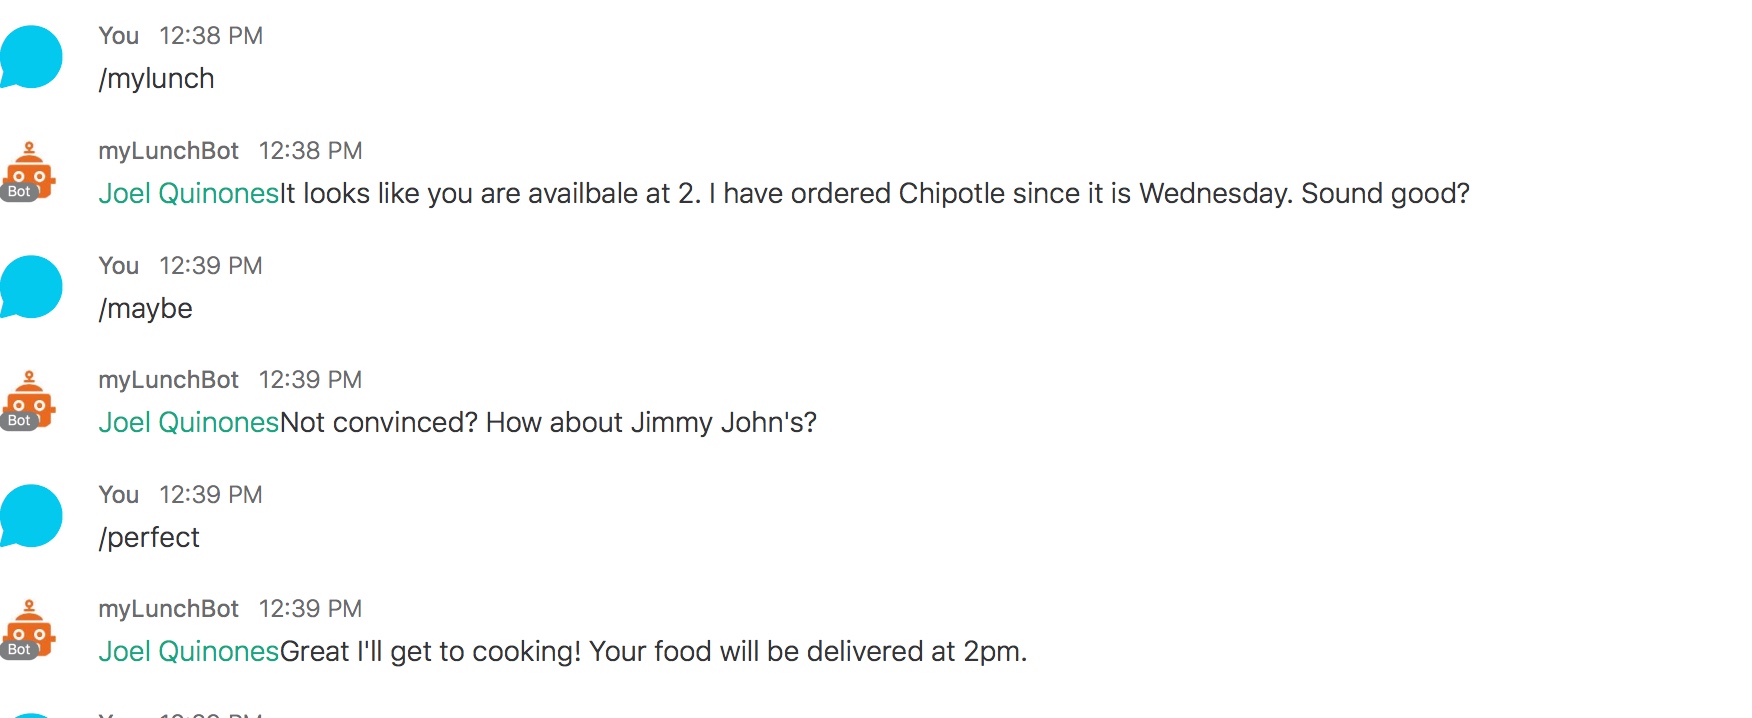 You 12:38 PM
/mylunch
myLunchBot 12:38 PM
Bot
Joel QuinonesIt looks like you are availbale at 2. I have ordered Chipotle since it is Wednesday. Sound good?
You 12:39 PM
/maybe
myLunchBot 12:39 PM
Bot
Joel QuinonesNot convinced? How about Jimmy John's?
You 12:39 PM
/perfect
myLunchBot 12:39 PM
Bot
Joel QuinonesGreat I'll get to cooking! Your food will be delivered at 2pm.